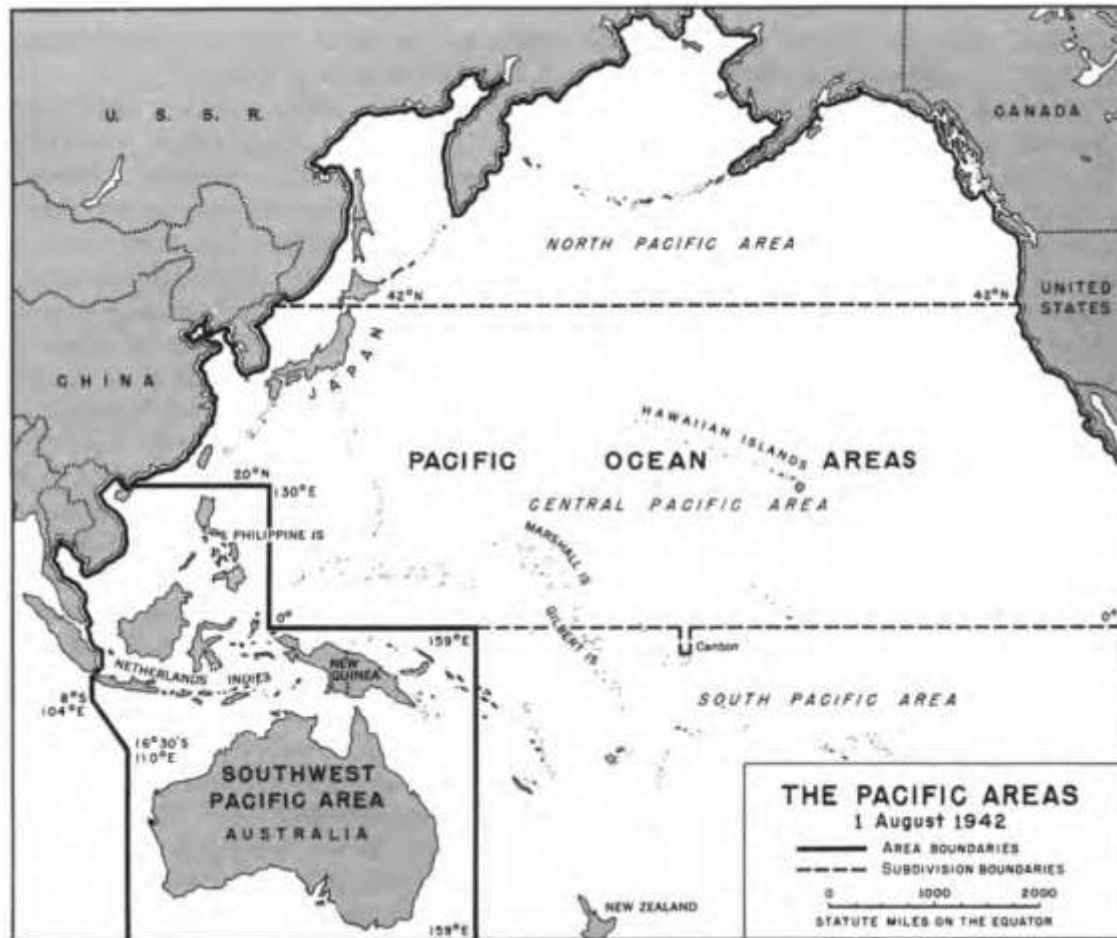 U. S. S. R.
CANADA
NORTH PACIFIC AREA
42°N
42°N
UNITED
STATES
CHINA
JAPAN
HAWAIIAN ISLANDS
PACIFIC OCEAN AREAS
20°N
130°E
CENTRAL PACIFIC AREA
PHILIPPINE IS
MARSHALL IS
GILBERT IS
0°
0°
159°E
Canton
NETHERLANDS INDIES
NEW
GUINEA
SOUTH PACIFIC AREA
8°S
104°E
16°30'S
110°E
SOUTHWEST
PACIFIC AREA
AUSTRALIA
THE PACIFIC AREAS
1 August 1942
AREA BOUNDARIES
SUBDIVISION BOUNDARIES
0 1000 2000
STATUTE MILES ON THE EQUATOR
NEW ZEALAND
159°E